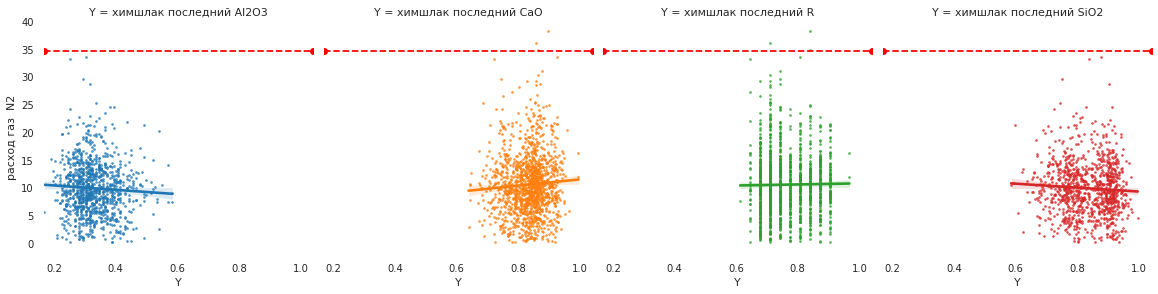 Y = химшлак последний Al2O3
Y = химшлак последний CaO
Y = химшлак последний R
Y = химшлак последний SiO2
расход газ N2
40
35
30
25
20
15
10
5
0
0.2 0.4 0.6 0.8 1.0
0.2 0.4 0.6 0.8 1.0
0.2 0.4 0.6 0.8 1.0
0.2 0.4 0.6 0.8 1.0
Y
Y
Y
Y